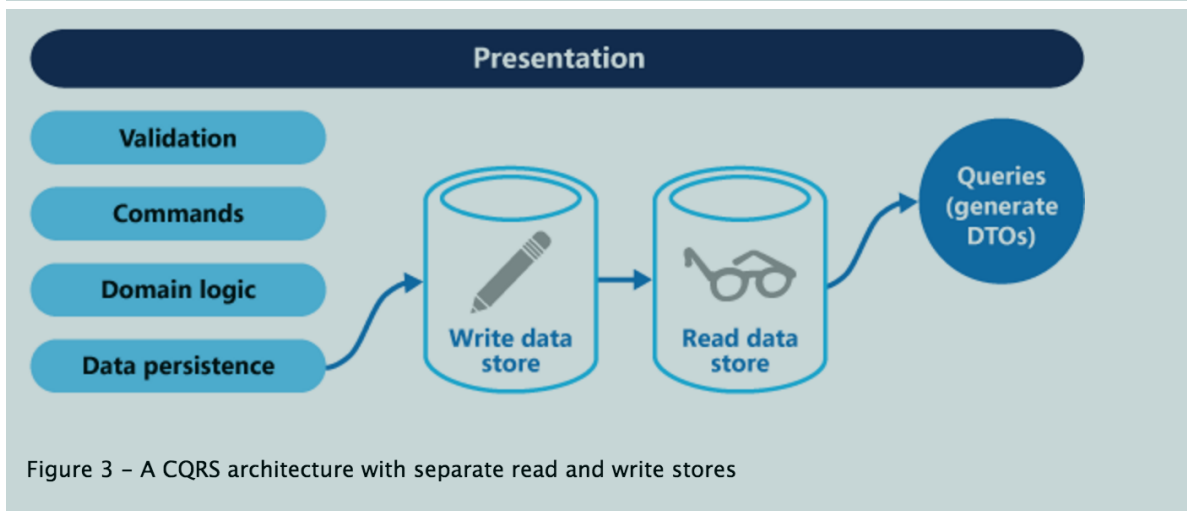 Presentation
Validation
Commands
Domain logic
Data persistence
Write data
store
Read data
store
Queries
(generate
DTOs)
Figure 3 – A CQRS architecture with separate read and write stores